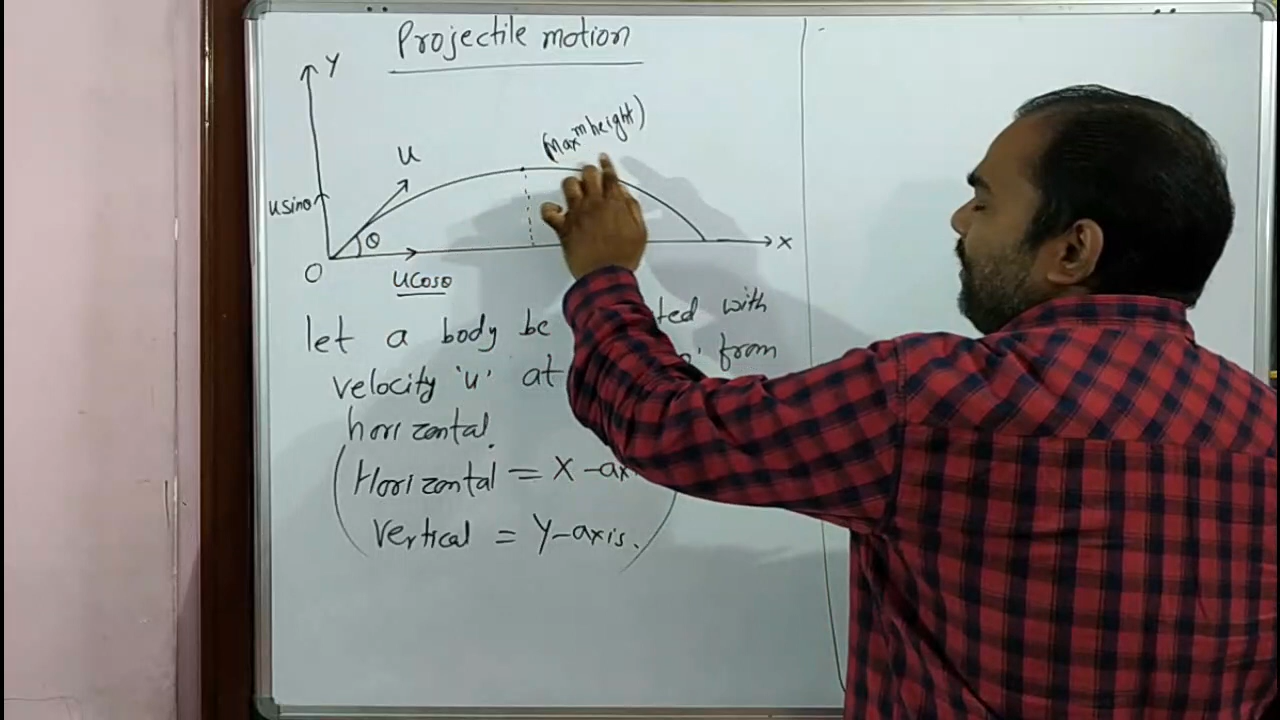 Projectile motion
Y
(Maxᵐ height)
u
usinθ
θ
X
O
ucosθ
let a body be ted with
velocity 'u' at from
horizontal.
(Horizontal = X-ax
Vertical = Y-axis.)